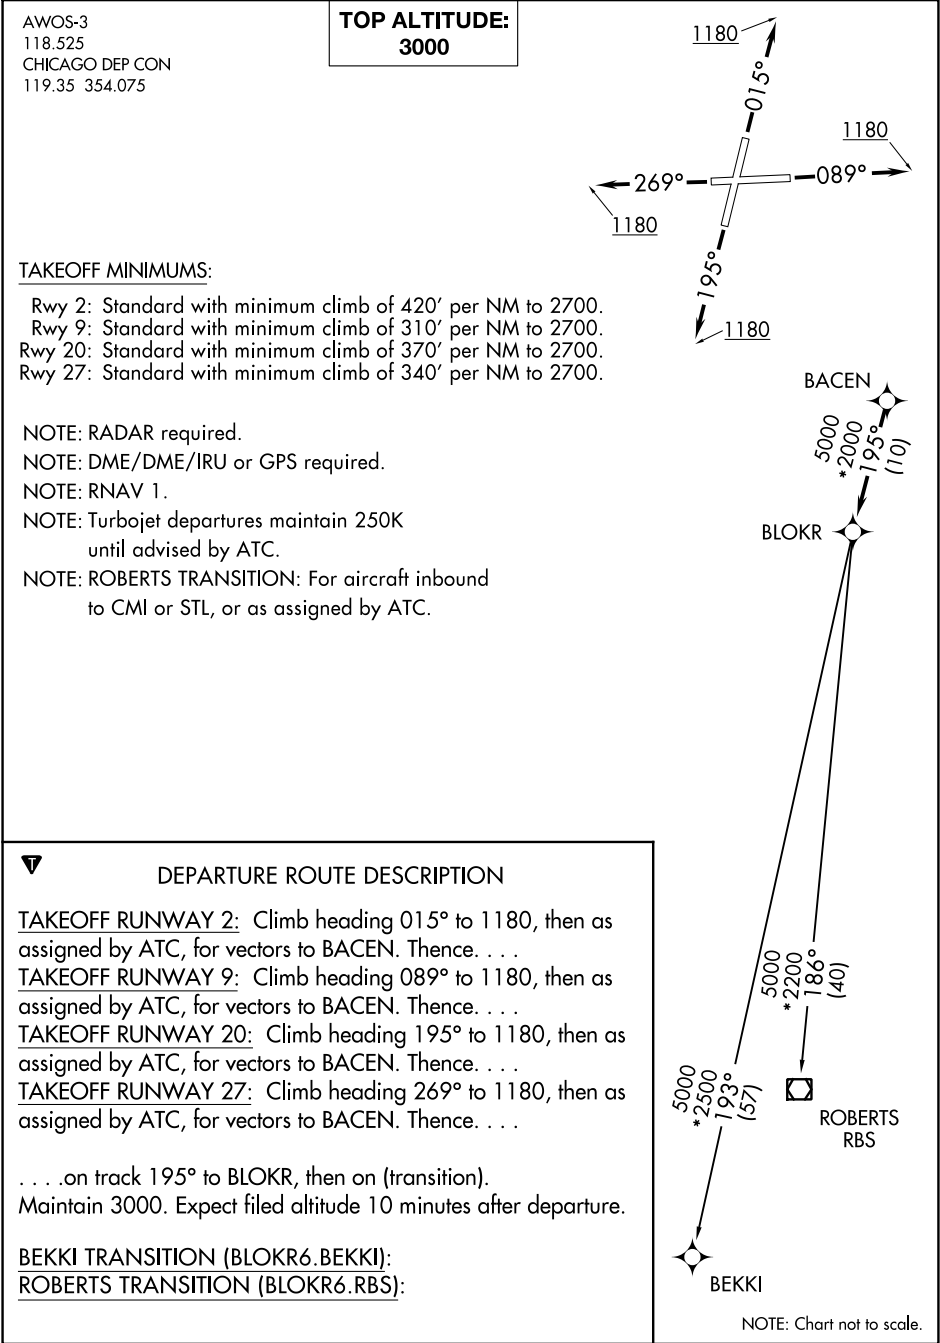 AWOS-3
118.525
CHICAGO DEP CON
119.35 354.075
TOP ALTITUDE:
3000
1180
015°
1180
269°
089°
1180
195°
1180
TAKEOFF MINIMUMS:
Rwy 2: Standard with minimum climb of 420' per NM to 2700.
Rwy 9: Standard with minimum climb of 310' per NM to 2700.
Rwy 20: Standard with minimum climb of 370' per NM to 2700.
Rwy 27: Standard with minimum climb of 340' per NM to 2700.
NOTE: RADAR required.
NOTE: DME/DME/IRU or GPS required.
NOTE: RNAV 1.
NOTE: Turbojet departures maintain 250K
until advised by ATC.
NOTE: ROBERTS TRANSITION: For aircraft inbound
to CMI or STL, or as assigned by ATC.
BACEN
5000
*2000
195°
(10)
BLOKR
5000
*2200
186°
(40)
5000
*2500
193°
(57)
ROBERTS
RBS
BEKKI
T
DEPARTURE ROUTE DESCRIPTION
TAKEOFF RUNWAY 2: Climb heading 015° to 1180, then as
assigned by ATC, for vectors to BACEN. Thence. . . .
TAKEOFF RUNWAY 9: Climb heading 089° to 1180, then as
assigned by ATC, for vectors to BACEN. Thence. . . .
TAKEOFF RUNWAY 20: Climb heading 195° to 1180, then as
assigned by ATC, for vectors to BACEN. Thence. . . .
TAKEOFF RUNWAY 27: Climb heading 269° to 1180, then as
assigned by ATC, for vectors to BACEN. Thence. . . .
. . . .on track 195° to BLOKR, then on (transition).
Maintain 3000. Expect filed altitude 10 minutes after departure.
BEKKI TRANSITION (BLOKR6.BEKKI):
ROBERTS TRANSITION (BLOKR6.RBS):
NOTE: Chart not to scale.